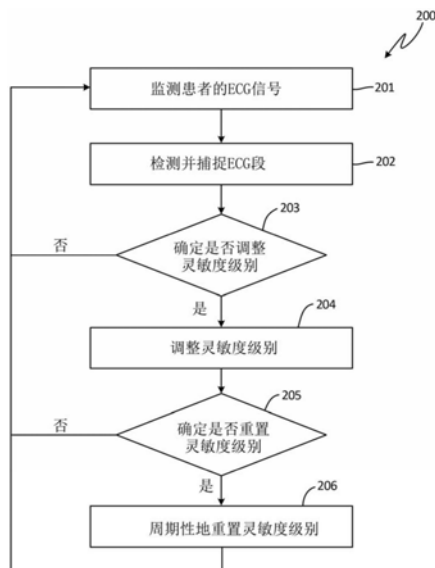 200
监测患者的ECG信号
201
检测并捕捉ECG段
202
203
确定是否调整
灵敏度级别
否
是
204
调整灵敏度级别
205
确定是否重置
灵敏度级别
否
是
206
周期性地重置灵敏度级别